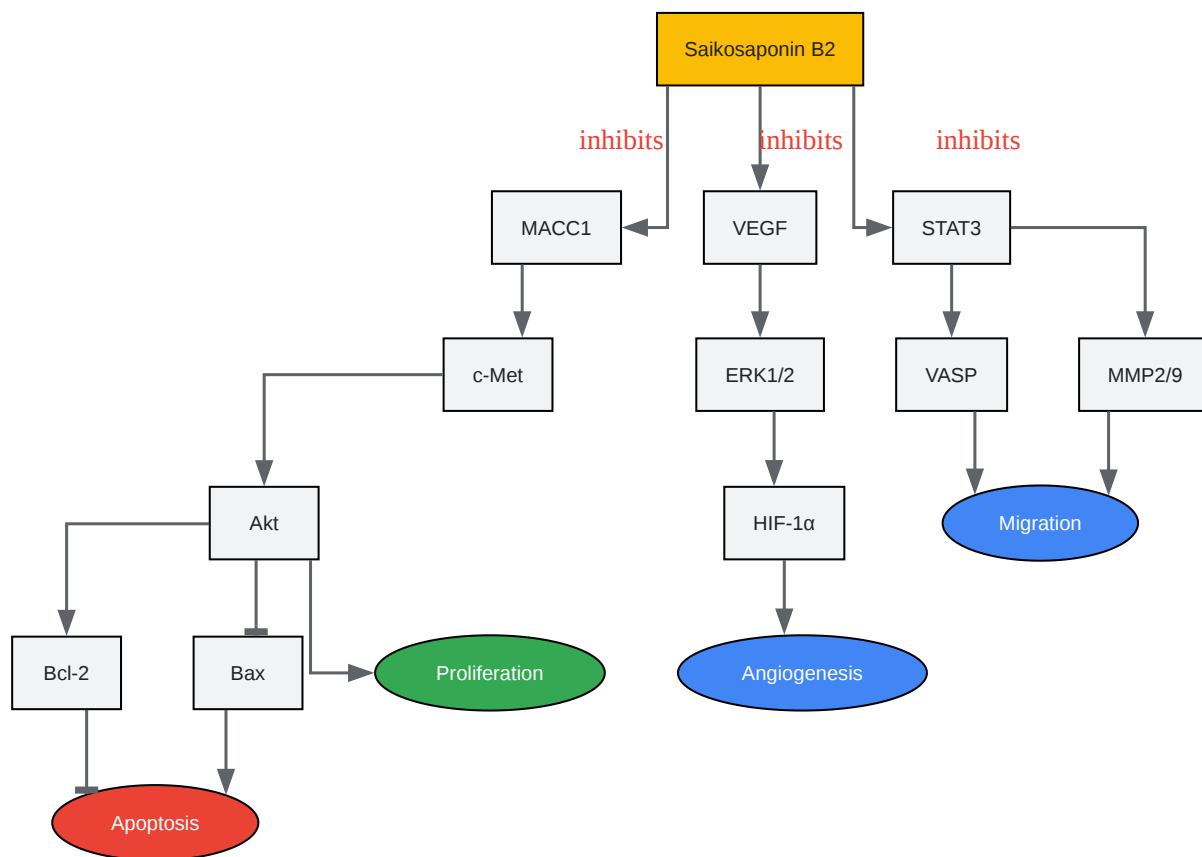 Saikosaponin B2
inhibits
inhibits
inhibits
MACC1
VEGF
STAT3
c-Met
ERK1/2
VASP
MMP2/9
Akt
HIF-1α
Migration
Bcl-2
Bax
Proliferation
Angiogenesis
Apoptosis